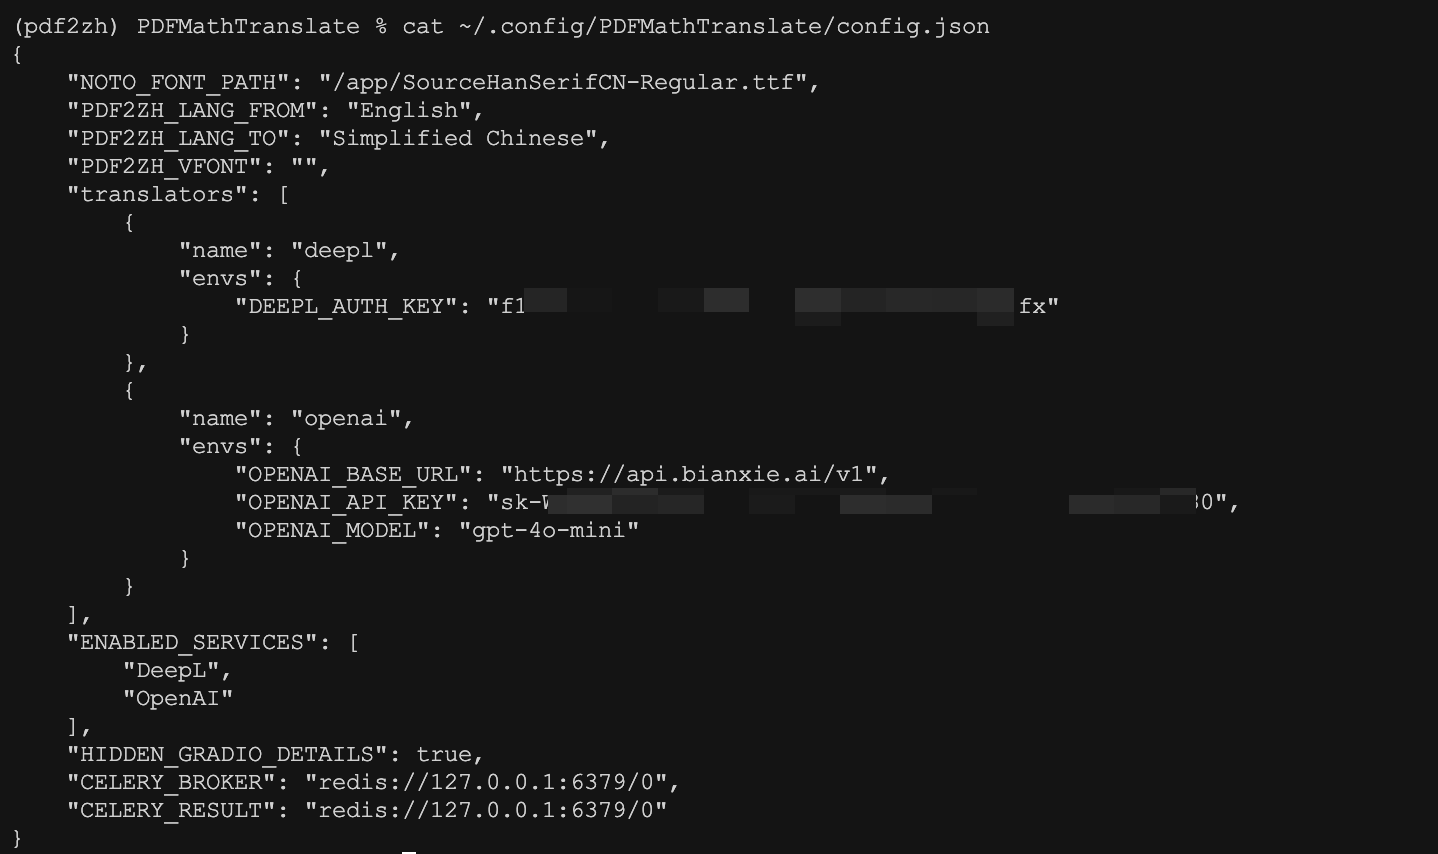 (pdf2zh) PDFMathTranslate % cat ~/.config/PDFMathTranslate/config.json
{
    "NOTO_FONT_PATH": "/app/SourceHanSerifCN-Regular.ttf",
    "PDF2ZH_LANG_FROM": "English",
    "PDF2ZH_LANG_TO": "Simplified Chinese",
    "PDF2ZH_VFONT": "",
    "translators": [
        {
            "name": "deepl",
            "envs": {
                "DEEPL_AUTH_KEY": "f1 fx"
            }
        },
        {
            "name": "openai",
            "envs": {
                "OPENAI_BASE_URL": "https://api.bianxie.ai/v1",
                "OPENAI_API_KEY": "sk- 0",
                "OPENAI_MODEL": "gpt-4o-mini"
            }
        }
    ],
    "ENABLED_SERVICES": [
        "DeepL",
        "OpenAI"
    ],
    "HIDDEN_GRADIO_DETAILS": true,
    "CELERY_BROKER": "redis://127.0.0.1:6379/0",
    "CELERY_RESULT": "redis://127.0.0.1:6379/0"
}